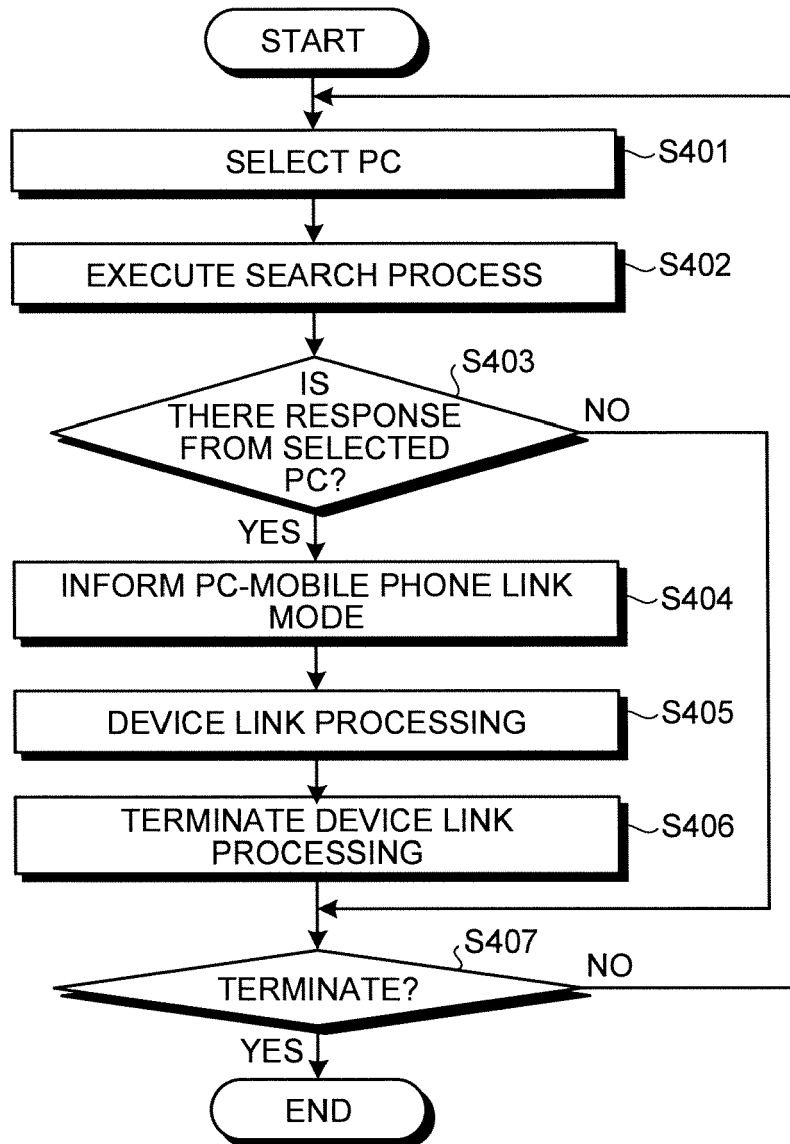 START
SELECT PC
S401
EXECUTE SEARCH PROCESS
S402
S403
IS
THERE RESPONSE
FROM SELECTED
PC?
NO
YES
INFORM PC-MOBILE PHONE LINK
MODE
S404
DEVICE LINK PROCESSING
S405
TERMINATE DEVICE LINK
PROCESSING
S406
S407
TERMINATE?
NO
YES
END